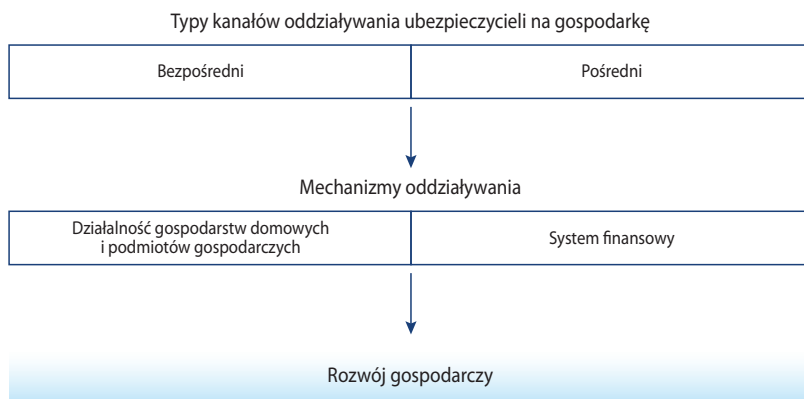 Typy kanałów oddziaływania ubezpieczycieli na gospodarkę
Bezpośredni
Pośredni
Mechanizmy oddziaływania
Działalność gospodarstw domowych
i podmiotów gospodarczych
System finansowy
Rozwój gospodarczy